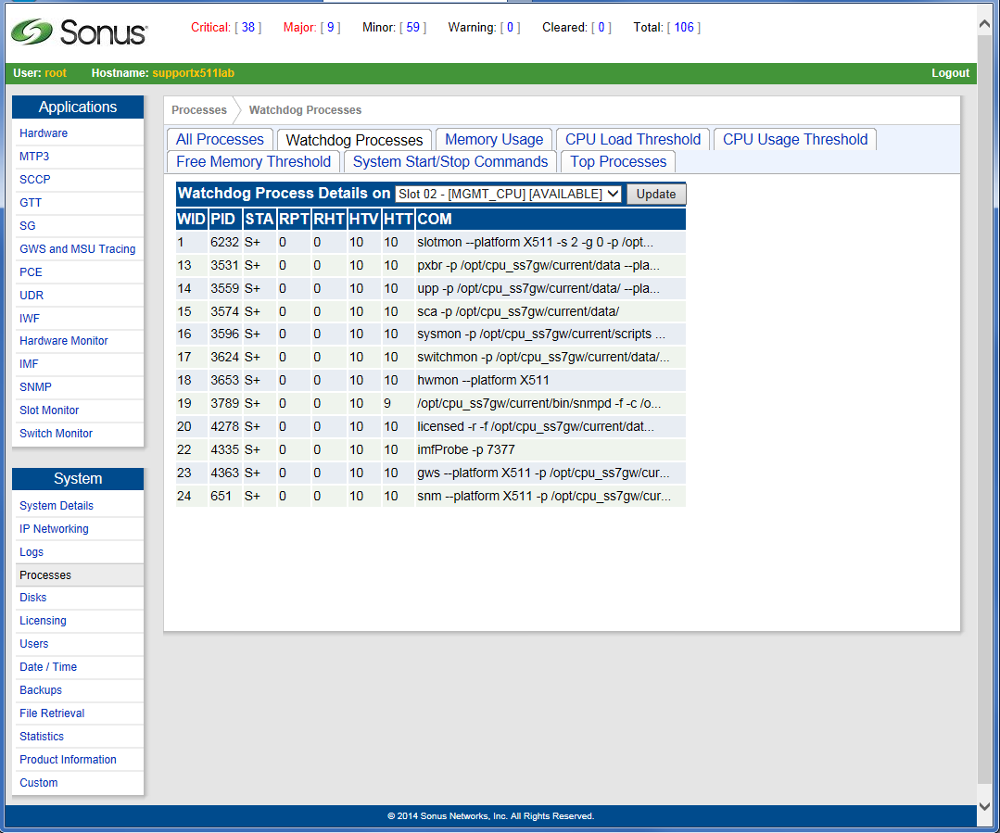 Sonus Critical: [ 38 ] Major: [ 9 ] Minor: [ 59 ] Warning: [ 0 ] Cleared: [ 0 ] Total: [ 106 ]
User: root Hostname: supportx511lab Logout
Applications
Hardware
MTP3
SCCP
GTT
SG
GWS and MSU Tracing
PCE
UDR
IWF
Hardware Monitor
IMF
SNMP
Slot Monitor
Switch Monitor
System
System Details
IP Networking
Logs
Processes
Disks
Licensing
Users
Date / Time
Backups
File Retrieval
Statistics
Product Information
Custom
Processes Watchdog Processes
All Processes Watchdog Processes Memory Usage CPU Load Threshold CPU Usage Threshold
Free Memory Threshold System Start/Stop Commands Top Processes
Watchdog Process Details on Slot 02 - [MGMT_CPU] [AVAILABLE] Update
WID PID STA RPT RHT HTV HTT COM
1 6232 S+ 0 0 10 10 slotmon --platform X511 -s 2 -g 0 -p /opt...
13 3531 S+ 0 0 10 10 pxbr -p /opt/cpu_ss7gw/current/data --pla...
14 3559 S+ 0 0 10 10 upp -p /opt/cpu_ss7gw/current/data/ --pla...
15 3574 S+ 0 0 10 10 sca -p /opt/cpu_ss7gw/current/data/
16 3596 S+ 0 0 10 10 sysmon -p /opt/cpu_ss7gw/current/scripts ...
17 3624 S+ 0 0 10 10 switchmon -p /opt/cpu_ss7gw/current/data/...
18 3653 S+ 0 0 10 10 hwmon --platform X511
19 3789 S+ 0 0 10 9 /opt/cpu_ss7gw/current/bin/snmpd -f -c /o...
20 4278 S+ 0 0 10 10 licensed -r -f /opt/cpu_ss7gw/current/dat...
22 4335 S+ 0 0 10 10 imfProbe -p 7377
23 4363 S+ 0 0 10 10 gws --platform X511 -p /opt/cpu_ss7gw/cur...
24 651 S+ 0 0 10 10 snm --platform X511 -p /opt/cpu_ss7gw/cur...
© 2014 Sonus Networks, Inc. All Rights Reserved.